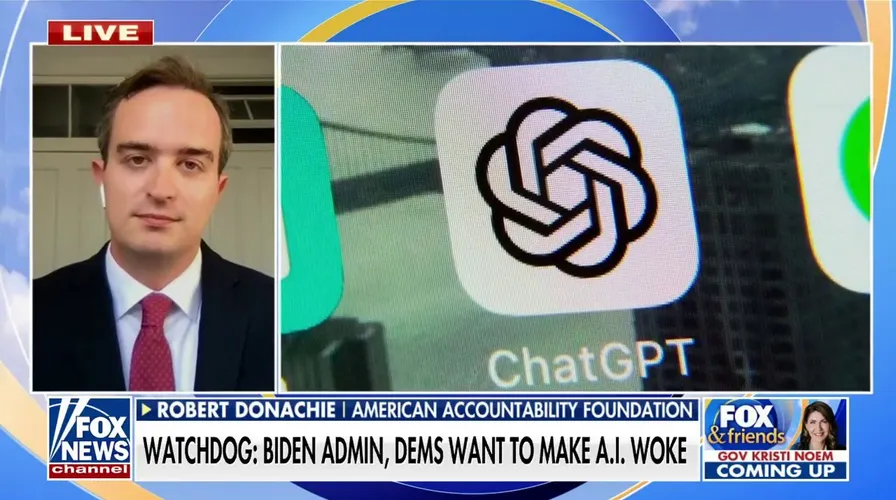 LIVE
ChatGPT
FOX
NEWS
channel
ROBERT DONACHIE | AMERICAN ACCOUNTABILITY FOUNDATION
WATCHDOG: BIDEN ADMIN, DEMS WANT TO MAKE A.I. WOKE
FOX
& friends
GOV KRISTI NOEM
COMING UP